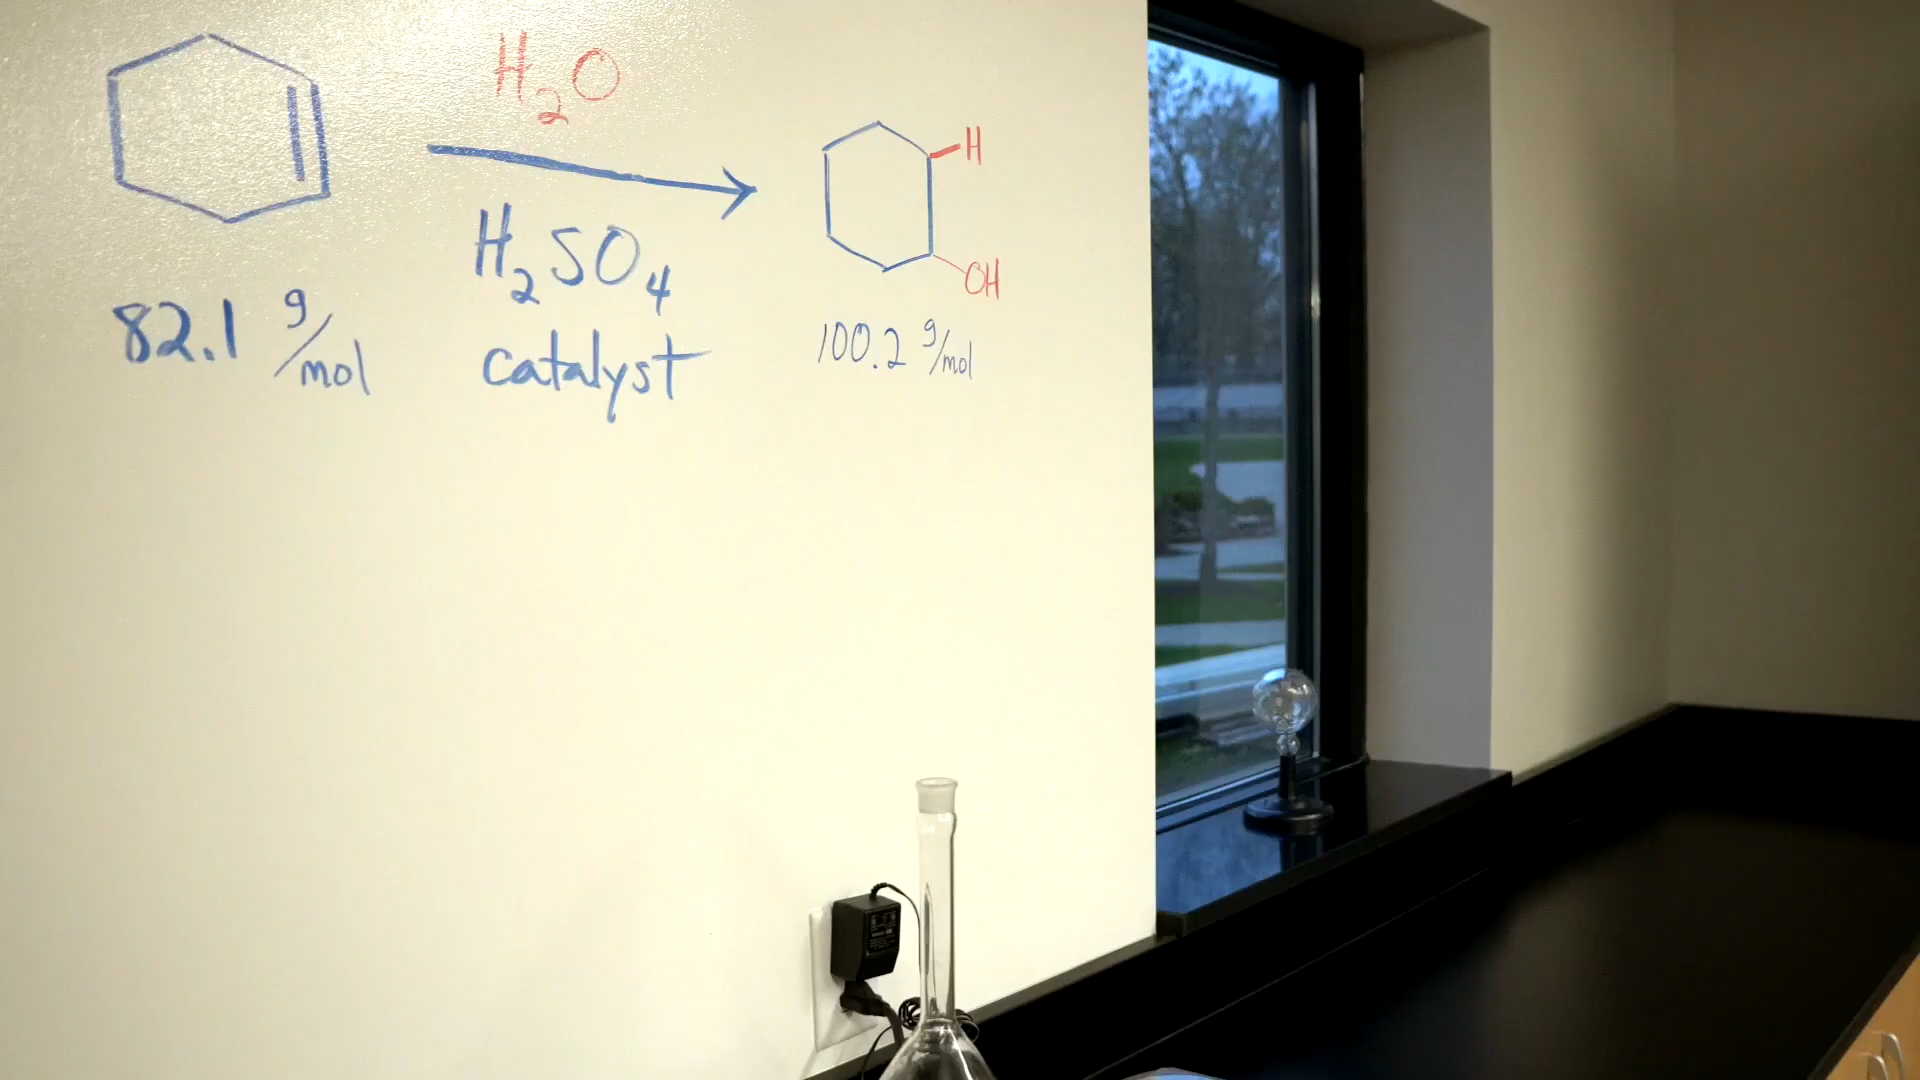 H₂O
H₂SO₄
catalyst
82.1 g/mol
H
OH
100.2 g/mol